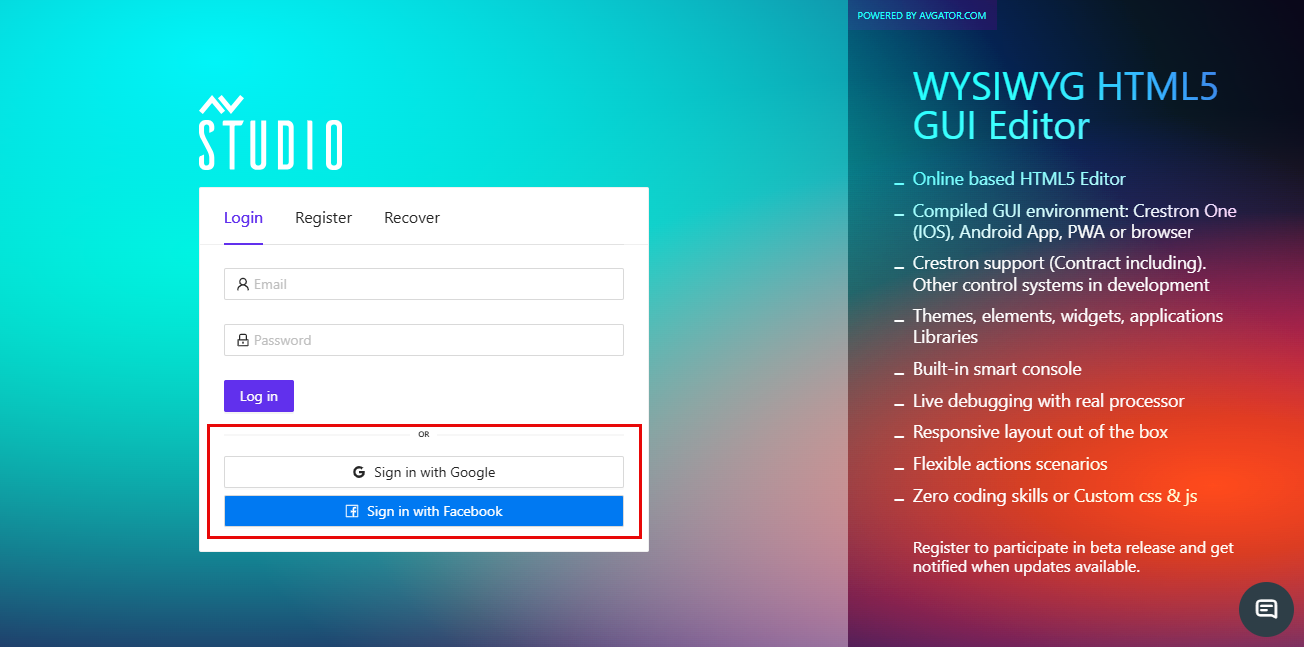 POWERED BY AVGATOR.COM
AV
STUDIO
Login Register Recover
Email
Password
Log in
OR
Sign in with Google
Sign in with Facebook
WYSIWYG HTML5
GUI Editor
Online based HTML5 Editor
Compiled GUI environment: Crestron One
(IOS), Android App, PWA or browser
Crestron support (Contract including).
Other control systems in development
Themes, elements, widgets, applications
Libraries
Built-in smart console
Live debugging with real processor
Responsive layout out of the box
Flexible actions scenarios
Zero coding skills or Custom css & js
Register to participate in beta release and get
notified when updates available.